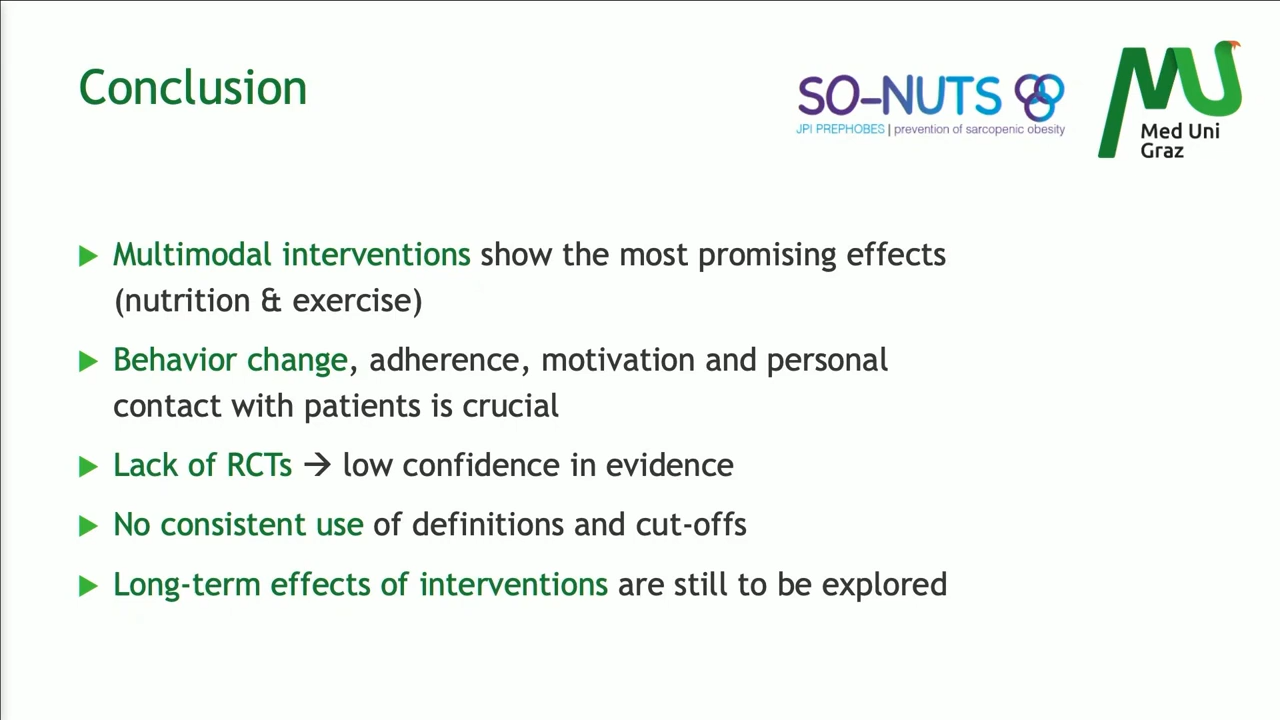 Conclusion
SO-NUTS
JPI PREPHOBES | prevention of sarcopenic obesity
Med Uni
Graz
Multimodal interventions show the most promising effects
(nutrition & exercise)
Behavior change, adherence, motivation and personal
contact with patients is crucial
Lack of RCTs → low confidence in evidence
No consistent use of definitions and cut-offs
Long-term effects of interventions are still to be explored